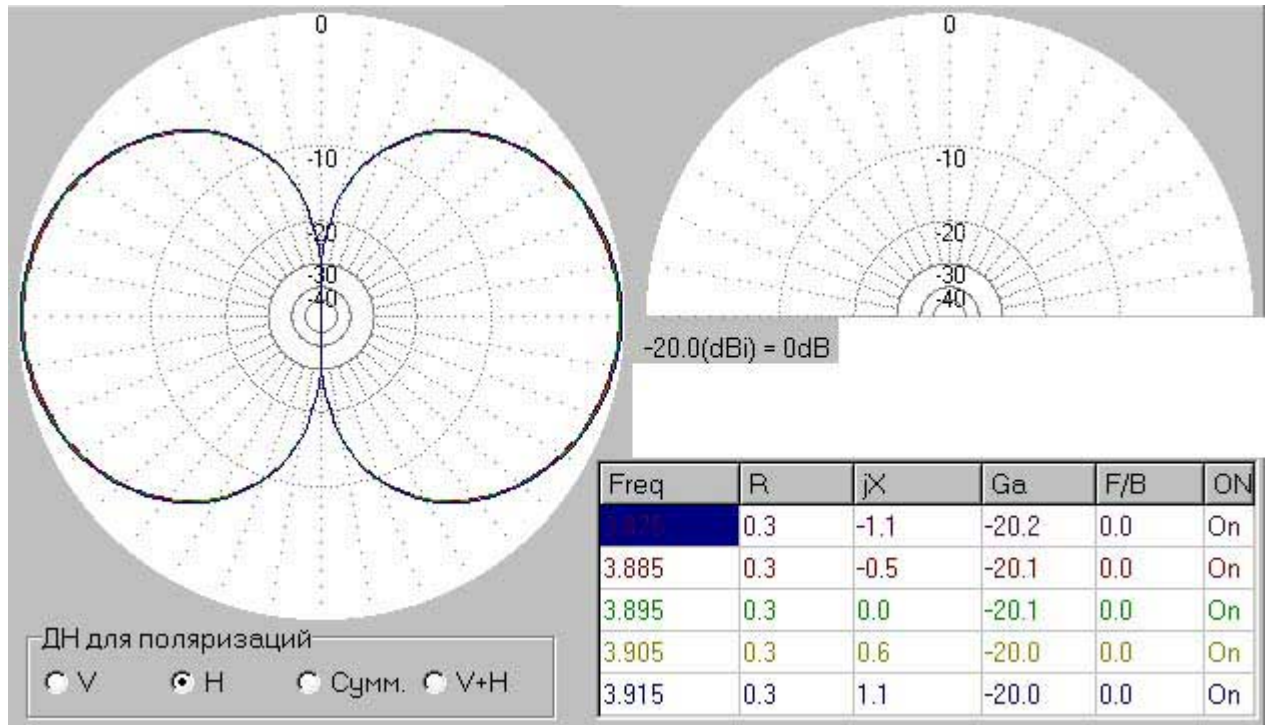 0
-10
-20
-30
-40
0
-10
-20
-30
-40
-20.0(dBi) = 0dB
Freq R jX Ga F/B ON
3.875 0.3 -1.1 -20.2 0.0 On
3.885 0.3 -0.5 -20.1 0.0 On
3.895 0.3 0.0 -20.1 0.0 On
3.905 0.3 0.6 -20.0 0.0 On
3.915 0.3 1.1 -20.0 0.0 On
ДН для поляризаций
V H Сумм. V+H